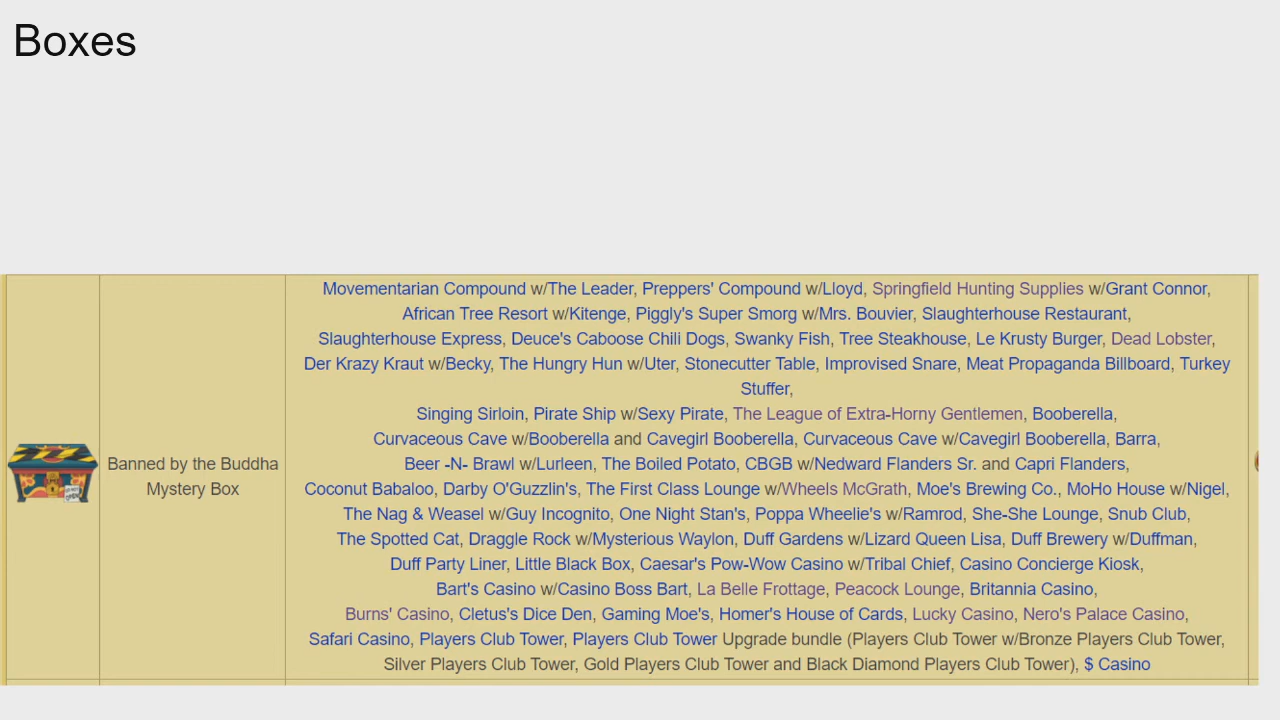 Boxes
Movementarian Compound w/The Leader, Preppers' Compound w/Lloyd, Springfield Hunting Supplies w/Grant Connor,
African Tree Resort w/Kitenge, Piggly's Super Smorg w/Mrs. Bouvier, Slaughterhouse Restaurant,
Slaughterhouse Express, Deuce's Caboose Chili Dogs, Swanky Fish, Tree Steakhouse, Le Krusty Burger, Dead Lobster,
Der Krazy Kraut w/Becky, The Hungry Hun w/Uter, Stonecutter Table, Improvised Snare, Meat Propaganda Billboard, Turkey
Stuffer,
Singing Sirloin, Pirate Ship w/Sexy Pirate, The League of Extra-Horny Gentlemen, Booberella,
Curvaceous Cave w/Booberella and Cavegirl Booberella, Curvaceous Cave w/Cavegirl Booberella, Barra,
Banned by the Buddha
Mystery Box
Beer -N- Brawl w/Lurleen, The Boiled Potato, CBGB w/Nedward Flanders Sr. and Capri Flanders,
Coconut Babaloo, Darby O'Guzzlin's, The First Class Lounge w/Wheels McGrath, Moe's Brewing Co., MoHo House w/Nigel,
The Nag & Weasel w/Guy Incognito, One Night Stan's, Poppa Wheelie's w/Ramrod, She-She Lounge, Snub Club,
The Spotted Cat, Draggle Rock w/Mysterious Waylon, Duff Gardens w/Lizard Queen Lisa, Duff Brewery w/Duffman,
Duff Party Liner, Little Black Box, Caesar's Pow-Wow Casino w/Tribal Chief, Casino Concierge Kiosk,
Bart's Casino w/Casino Boss Bart, La Belle Frottage, Peacock Lounge, Britannia Casino,
Burns' Casino, Cletus's Dice Den, Gaming Moe's, Homer's House of Cards, Lucky Casino, Nero's Palace Casino,
Safari Casino, Players Club Tower, Players Club Tower Upgrade bundle (Players Club Tower w/Bronze Players Club Tower,
Silver Players Club Tower, Gold Players Club Tower and Black Diamond Players Club Tower), $ Casino